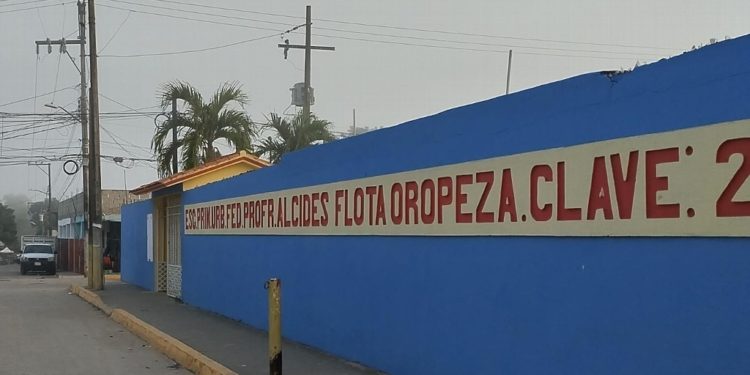 ESC.PRIM.URB.FED.PROFR.ALCIDES FLOTA OROPEZA. CLAVE: 2